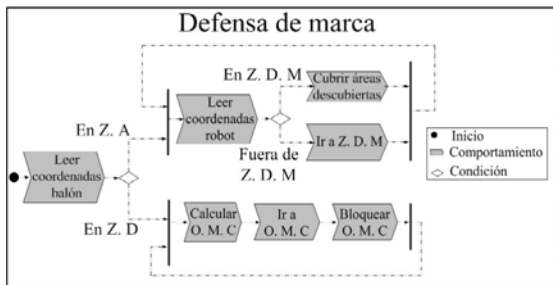 Defensa de marca
En Z. D. M
Cubrir áreas
descubiertas
Leer
coordenadas
robot
En Z. A
Fuera de
Z. D. M
Ir a Z. D. M
Leer
coordenadas
balón
En Z. D
Calcular
O. M. C
Ir a
O. M. C
Bloquear
O. M. C
Inicio
Comportamiento
Condición